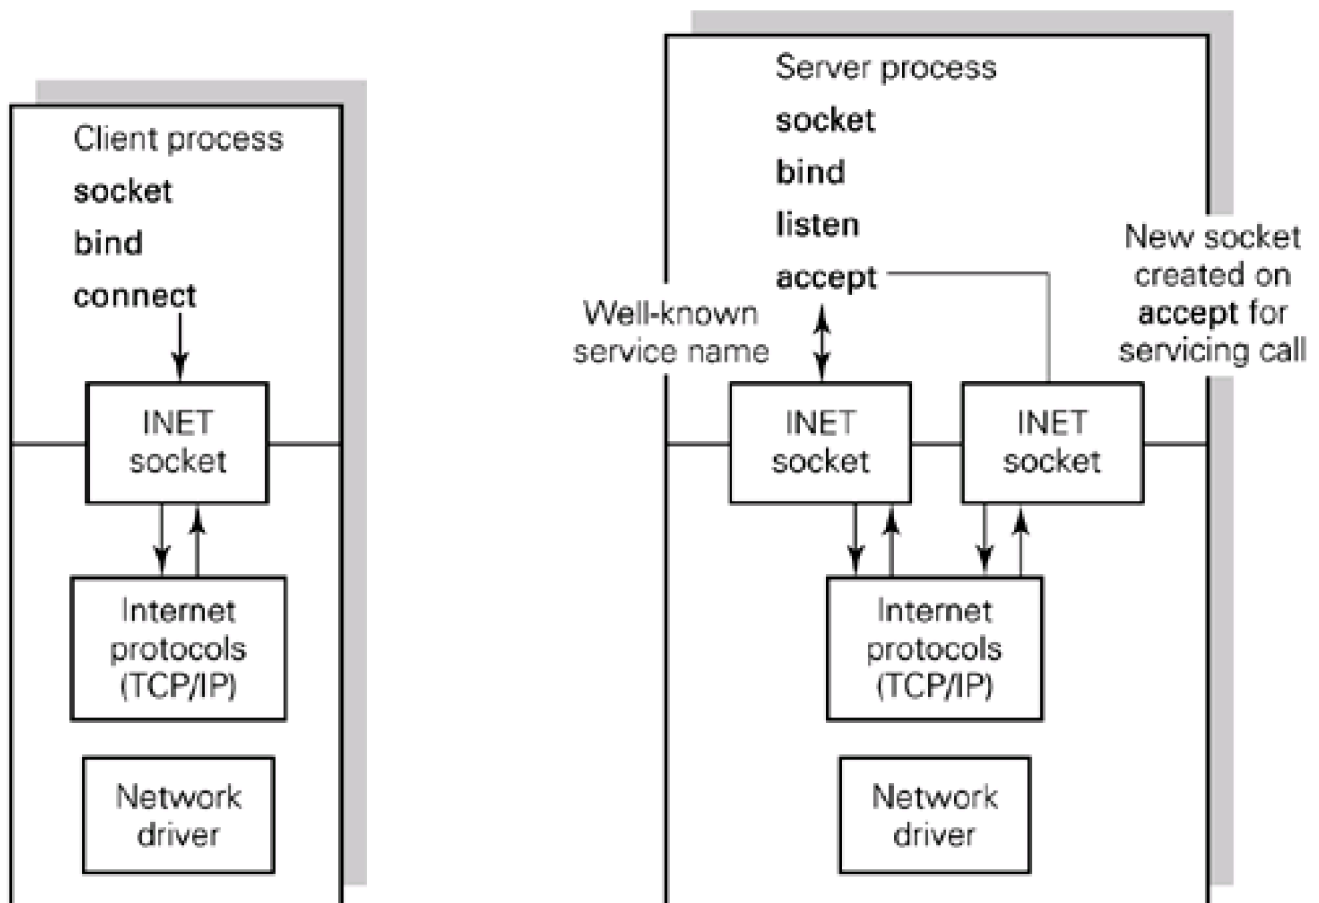 Client process
socket
bind
connect
INET
socket
Internet
protocols
(TCP/IP)
Network
driver
Server process
socket
bind
listen
accept
Well-known
service name
New socket
created on
accept for
servicing call
INET
socket
INET
socket
Internet
protocols
(TCP/IP)
Network
driver